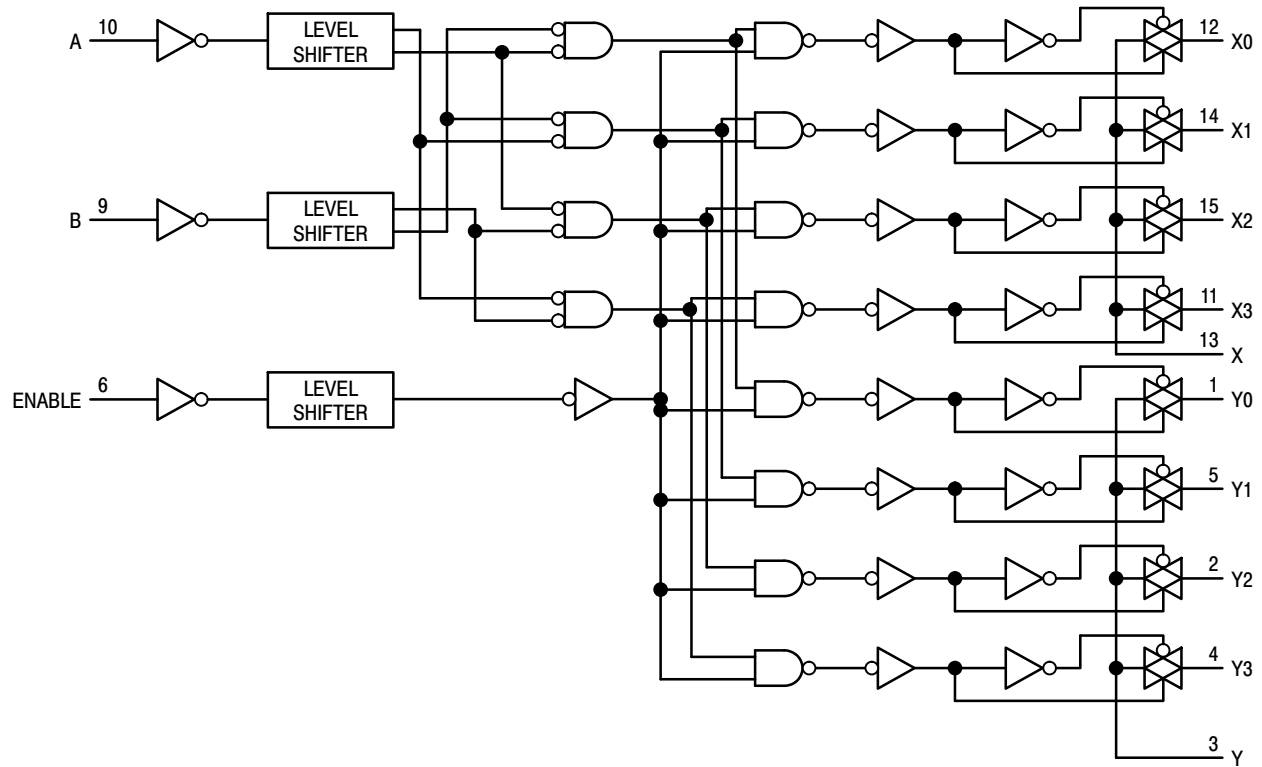 A 10 LEVEL SHIFTER 12 X0
14 X1
B 9 LEVEL SHIFTER 15 X2
11 X3
13 X
ENABLE 6 LEVEL SHIFTER 1 Y0
5 Y1
2 Y2
4 Y3
3 Y